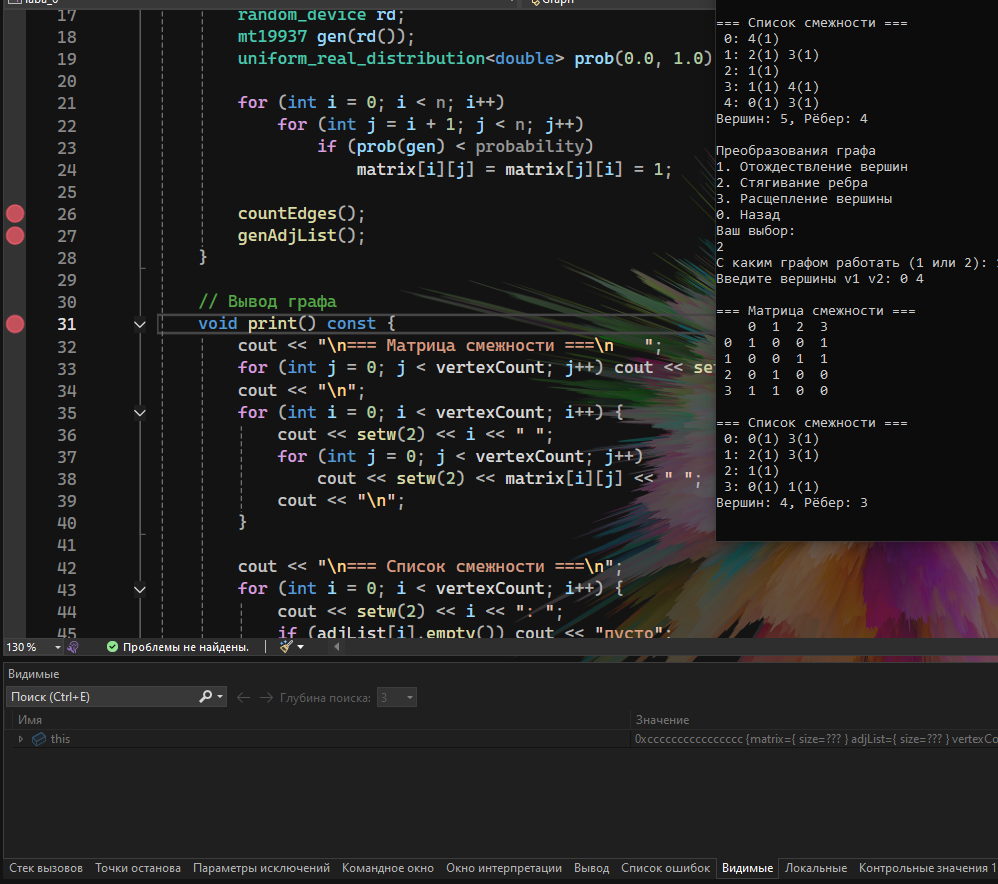 Graph
17 random_device rd;
18 mt19937 gen(rd());
19 uniform_real_distribution<double> prob(0.0, 1.0)
20
21 for (int i = 0; i < n; i++)
22 for (int j = i + 1; j < n; j++)
23 if (prob(gen) < probability)
24 matrix[i][j] = matrix[j][i] = 1;
25
26 countEdges();
27 genAdjList();
28 }
29
30 // Вывод графа
31 void print() const {
32 cout << "\n=== Матрица смежности ===\n   ";
33 for (int j = 0; j < vertexCount; j++) cout << set
34 cout << "\n";
35 for (int i = 0; i < vertexCount; i++) {
36 cout << setw(2) << i << " ";
37 for (int j = 0; j < vertexCount; j++)
38 cout << setw(2) << matrix[i][j] << " ";
39 cout << "\n";
40 }
41
42 cout << "\n=== Список смежности ===\n";
43 for (int i = 0; i < vertexCount; i++) {
44 cout << setw(2) << i << ": ";
45 if (adjList[i].empty()) cout << "пусто";
=== Список смежности ===
0: 4(1)
1: 2(1) 3(1)
2: 1(1)
3: 1(1) 4(1)
4: 0(1) 3(1)
Вершин: 5, Рёбер: 4
Преобразования графа
1. Отождествление вершин
2. Стягивание ребра
3. Расщепление вершины
0. Назад
Ваш выбор:
2
С каким графом работать (1 или 2):
Введите вершины v1 v2: 0 4
=== Матрица смежности ===
0 1 2 3
0 1 0 0 1
1 0 0 1 1
2 0 1 0 0
3 1 1 0 0
=== Список смежности ===
0: 0(1) 3(1)
1: 2(1) 3(1)
2: 1(1)
3: 0(1) 1(1)
Вершин: 4, Рёбер: 3
130 % Проблемы не найдены.
Видимые
Поиск (Ctrl+E) Глубина поиска: 3
Имя Значение
this 0xcccccccccccccccc {matrix={ size=??? } adjList={ size=??? } vertexCo
Стек вызовов Точки останова Параметры исключений Командное окно Окно интерпретации Вывод Список ошибок Видимые Локальные Контрольные значения 1